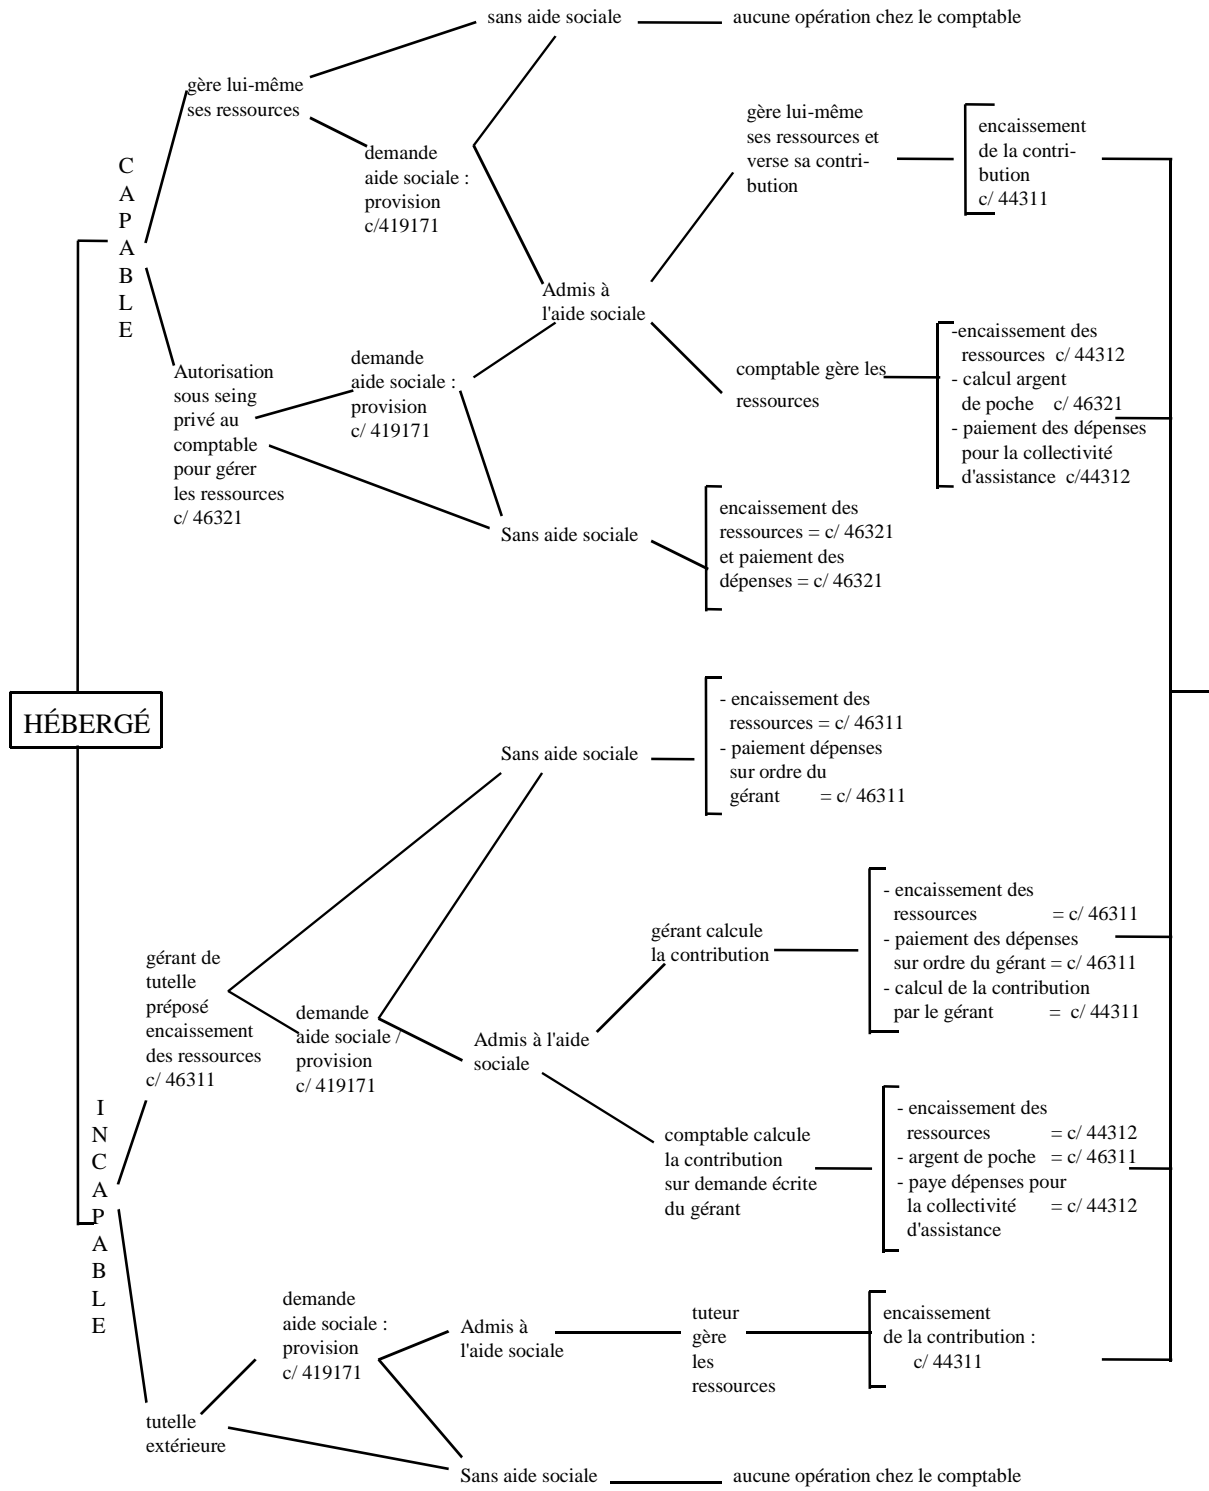 sans aide sociale
aucune opération chez le comptable
gère lui-même
ses ressources
demande
aide sociale :
provision
c/419171
gère lui-même
ses ressources et
verse sa contri-
bution
encaissement
de la contri-
bution
c/ 44311
CAPABLE
Admis à
l'aide sociale
Autorisation
sous seing
privé au
comptable
pour gérer
les ressources
c/ 46321
demande
aide sociale :
provision
c/ 419171
comptable gère les
ressources
-encaissement des
ressources c/ 44312
- calcul argent
de poche c/ 46321
- paiement des dépenses
pour la collectivité
d'assistance c/44312
Sans aide sociale
encaissement des
ressources = c/ 46321
et paiement des
dépenses = c/ 46321
HÉBERGÉ
Sans aide sociale
- encaissement des
ressources = c/ 46311
- paiement dépenses
sur ordre du
gérant = c/ 46311
gérant de
tutelle
préposé
encaissement
des ressources
c/ 46311
demande
aide sociale /
provision
c/ 419171
Admis à l'aide
sociale
gérant calcule
la contribution
- encaissement des
ressources = c/ 46311
- paiement des dépenses
sur ordre du gérant = c/ 46311
- calcul de la contribution
par le gérant = c/ 44311
comptable calcule
la contribution
sur demande écrite
du gérant
- encaissement des
ressources = c/ 44312
- argent de poche = c/ 46311
- paye dépenses pour
la collectivité = c/ 44312
d'assistance
INCAPABLE
demande
aide sociale :
provision
c/ 419171
Admis à
l'aide sociale
tuteur
gère
les
ressources
encaissement
de la contribution :
c/ 44311
tutelle
extérieure
Sans aide sociale
aucune opération chez le comptable